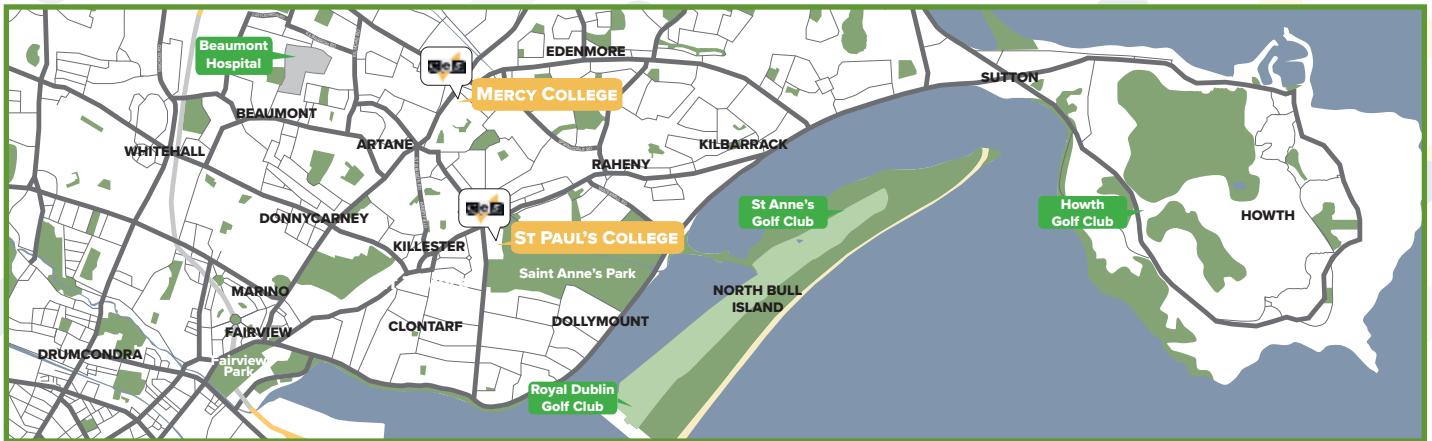 Beaumont
Hospital
EDENMORE
SUTTON
MERCY COLLEGE
BEAUMONT
WHITEHALL
ARTANE
KILBARRACK
RAHENY
St Anne's
Golf Club
Howth
Golf Club
HOWTH
DONNYCARNEY
KILLESTER
ST PAUL'S COLLEGE
Saint Anne's Park
MARINO
NORTH BULL
ISLAND
FAIRVIEW
CLONTARF
DOLLYMOUNT
DRUMCONDRA
Fairview
Park
Royal Dublin
Golf Club